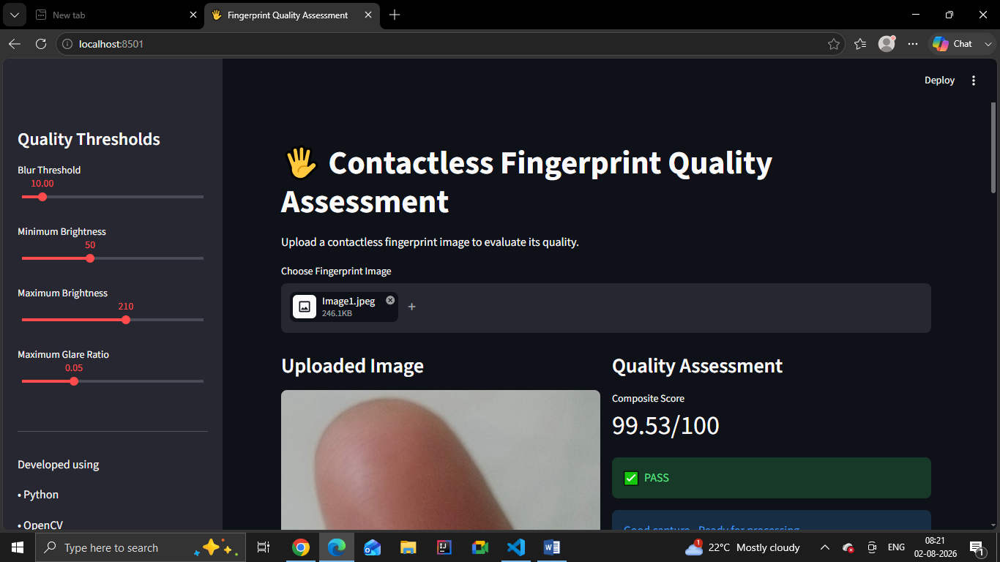 New tab
Fingerprint Quality Assessment
localhost:8501
Chat
Deploy
Quality Thresholds
Blur Threshold
10.00
Minimum Brightness
50
Maximum Brightness
210
Maximum Glare Ratio
0.05
Developed using
• Python
• OpenCV
Contactless Fingerprint Quality
Assessment
Upload a contactless fingerprint image to evaluate its quality.
Choose Fingerprint Image
Image1.jpeg
246.1KB
Uploaded Image
Quality Assessment
Composite Score
99.53/100
PASS
Good capture - Ready for processing
Type here to search
1
22°C Mostly cloudy
ENG
08:21
02-08-2026
1